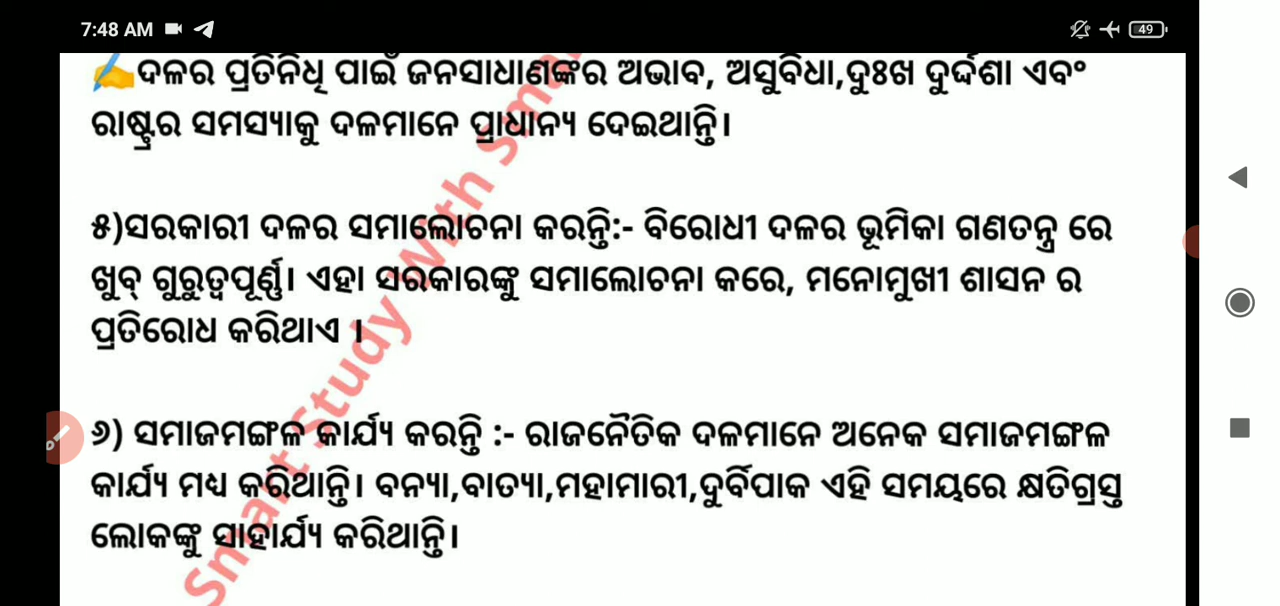 7:48 AM
49
✍️ଦଳର ପ୍ରତିନିଧି ପାଇଁ ଜନସାଧାଣଙ୍କର ଅଭାବ, ଅସୁବିଧା,ଦୁଃଖ ଦୁର୍ଦ୍ଦଶା ଏବଂ
ରାଷ୍ଟ୍ରର ସମସ୍ୟାକୁ ଦଳମାନେ ପ୍ରାଧାନ୍ୟ ଦେଇଥାନ୍ତି।
୫)ସରକାରୀ ଦଳର ସମାଲୋଚନା କରନ୍ତି:- ବିରୋଧୀ ଦଳର ଭୂମିକା ଗଣତନ୍ତ୍ର ରେ
ଖୁବ୍ ଗୁରୁତ୍ୱପୂର୍ଣ୍ଣ। ଏହା ସରକାରଙ୍କୁ ସମାଲୋଚନା କରେ, ମନୋମୁଖୀ ଶାସନ ର
ପ୍ରତିରୋଧ କରିଥାଏ ।
୬) ସମାଜମଙ୍ଗଳ କାର୍ଯ୍ୟ କରନ୍ତି :- ରାଜନୈତିକ ଦଳମାନେ ଅନେକ ସମାଜମଙ୍ଗଳ
କାର୍ଯ୍ୟ ମଧ୍ୟ କରିଥାନ୍ତି। ବନ୍ୟା,ବାତ୍ୟା,ମହାମାରୀ,ଦୁର୍ବିପାକ ଏହି ସମୟରେ କ୍ଷତିଗ୍ରସ୍ତ
ଲୋକଙ୍କୁ ସାହାର୍ଯ୍ୟ କରିଥାନ୍ତି।
Smart Study With Smar